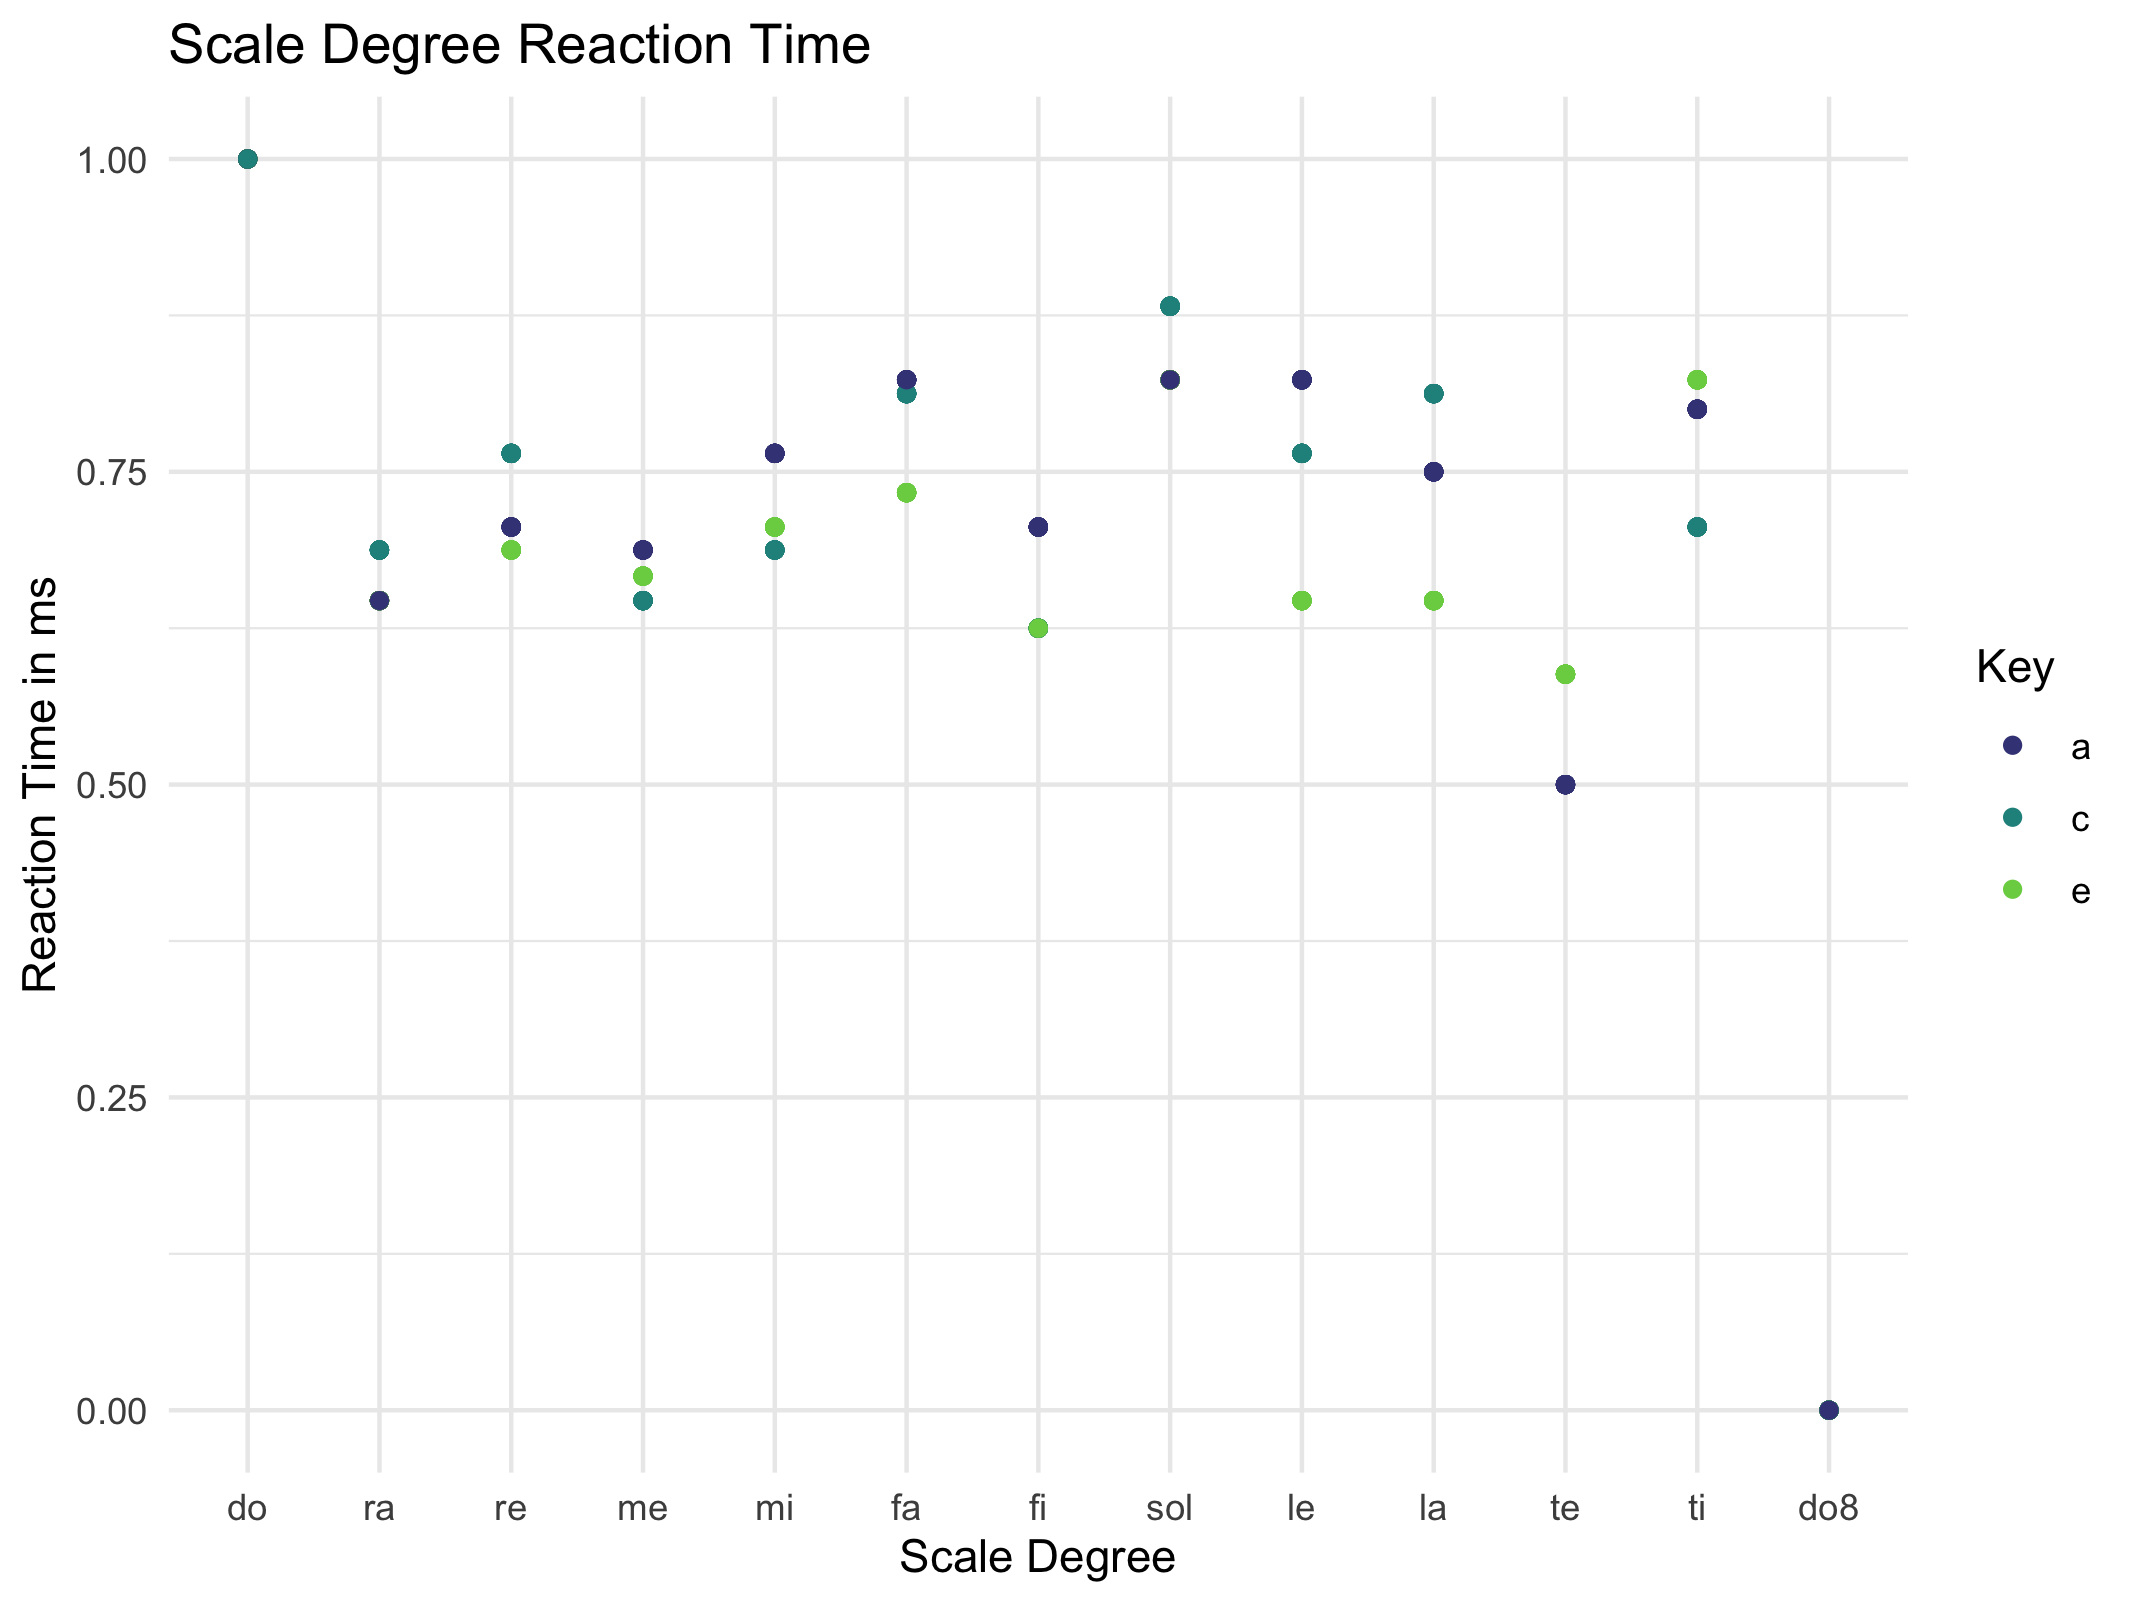 Scale Degree Reaction Time
1.00
0.75
0.50
0.25
0.00
Reaction Time in ms
do ra re me mi fa fi sol le la te ti do8
Scale Degree
Key
a
c
e